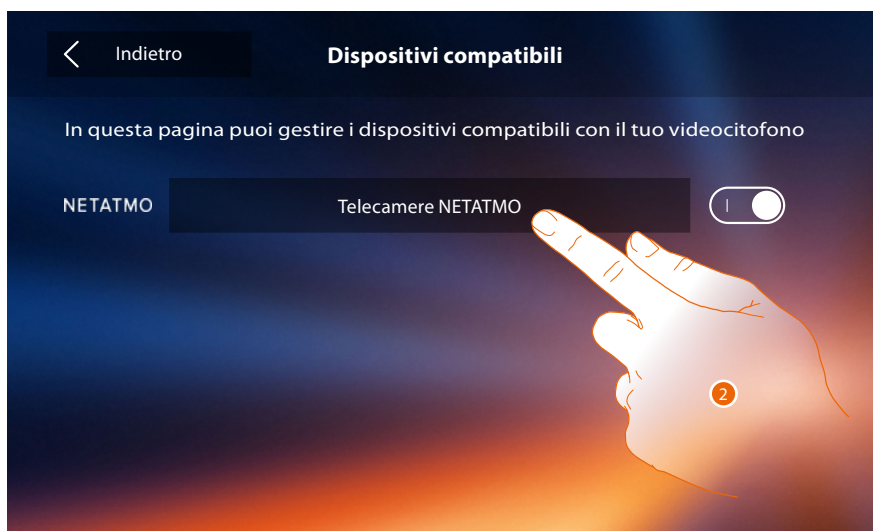 Indietro
Dispositivi compatibili
In questa pagina puoi gestire i dispositivi compatibili con il tuo videocitofono
NETATMO
Telecamere NETATMO
2